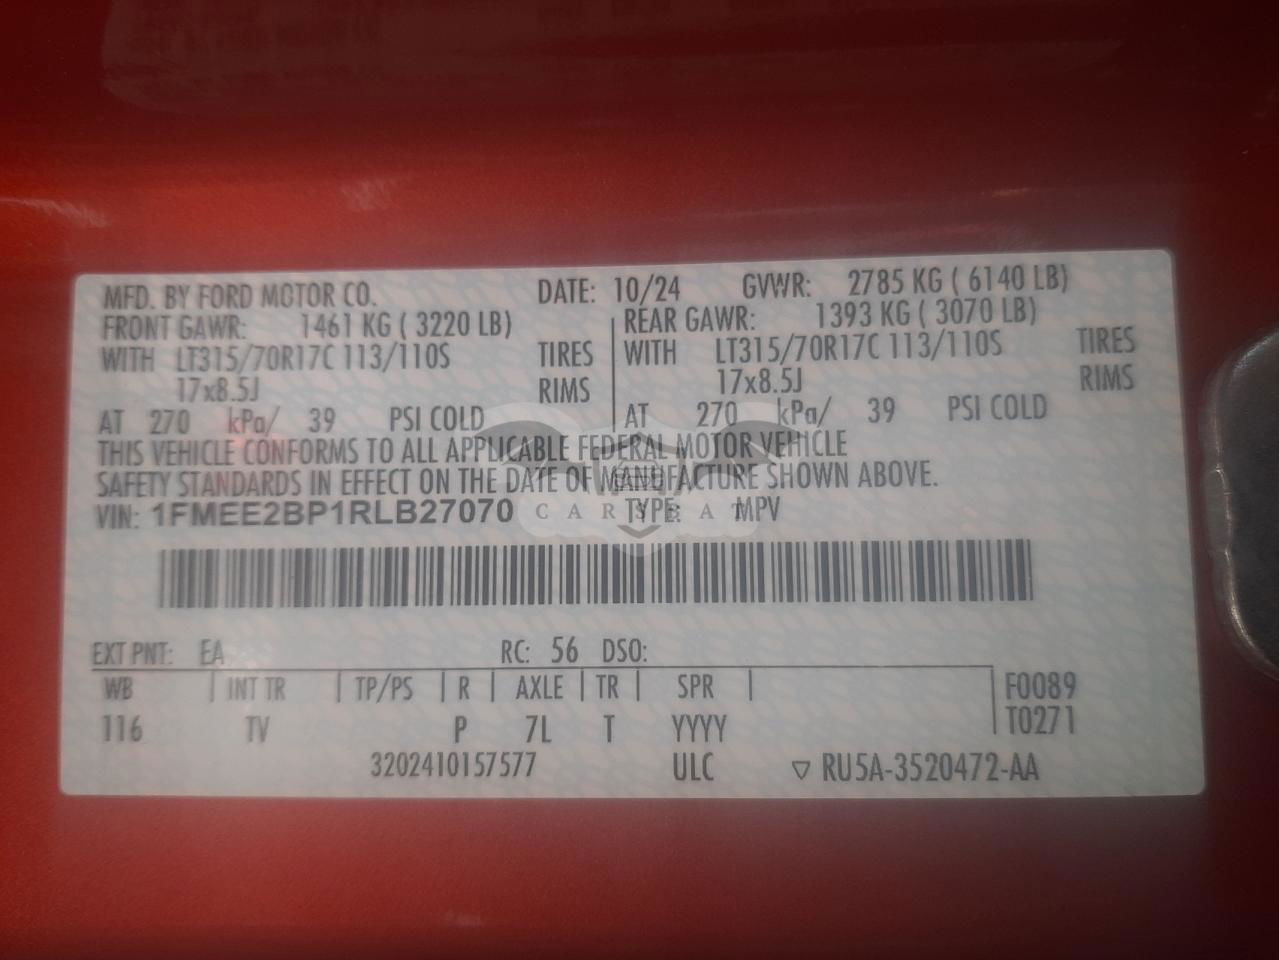 MFD. BY FORD MOTOR CO. DATE: 10/24 GVWR: 2785 KG ( 6140 LB)
FRONT GAWR: 1461 KG ( 3220 LB) REAR GAWR: 1393 KG ( 3070 LB)
WITH LT315/70R17C 113/110S TIRES WITH LT315/70R17C 113/110S TIRES
17x8.5J RIMS 17x8.5J RIMS
AT 270 kPa/ 39 PSI COLD AT 270 kPa/ 39 PSI COLD
THIS VEHICLE CONFORMS TO ALL APPLICABLE FEDERAL MOTOR VEHICLE
SAFETY STANDARDS IN EFFECT ON THE DATE OF MANUFACTURE SHOWN ABOVE.
VIN: 1FMEE2BP1RLB27070 TYPE: MPV
EXT PNT: EA RC: 56 DSO:
WB INT TR TP/PS R AXLE TR SPR F0089
116 TV P 7L T YYYY T0271
3202410157577 ULC ▽ RU5A-3520472-AA